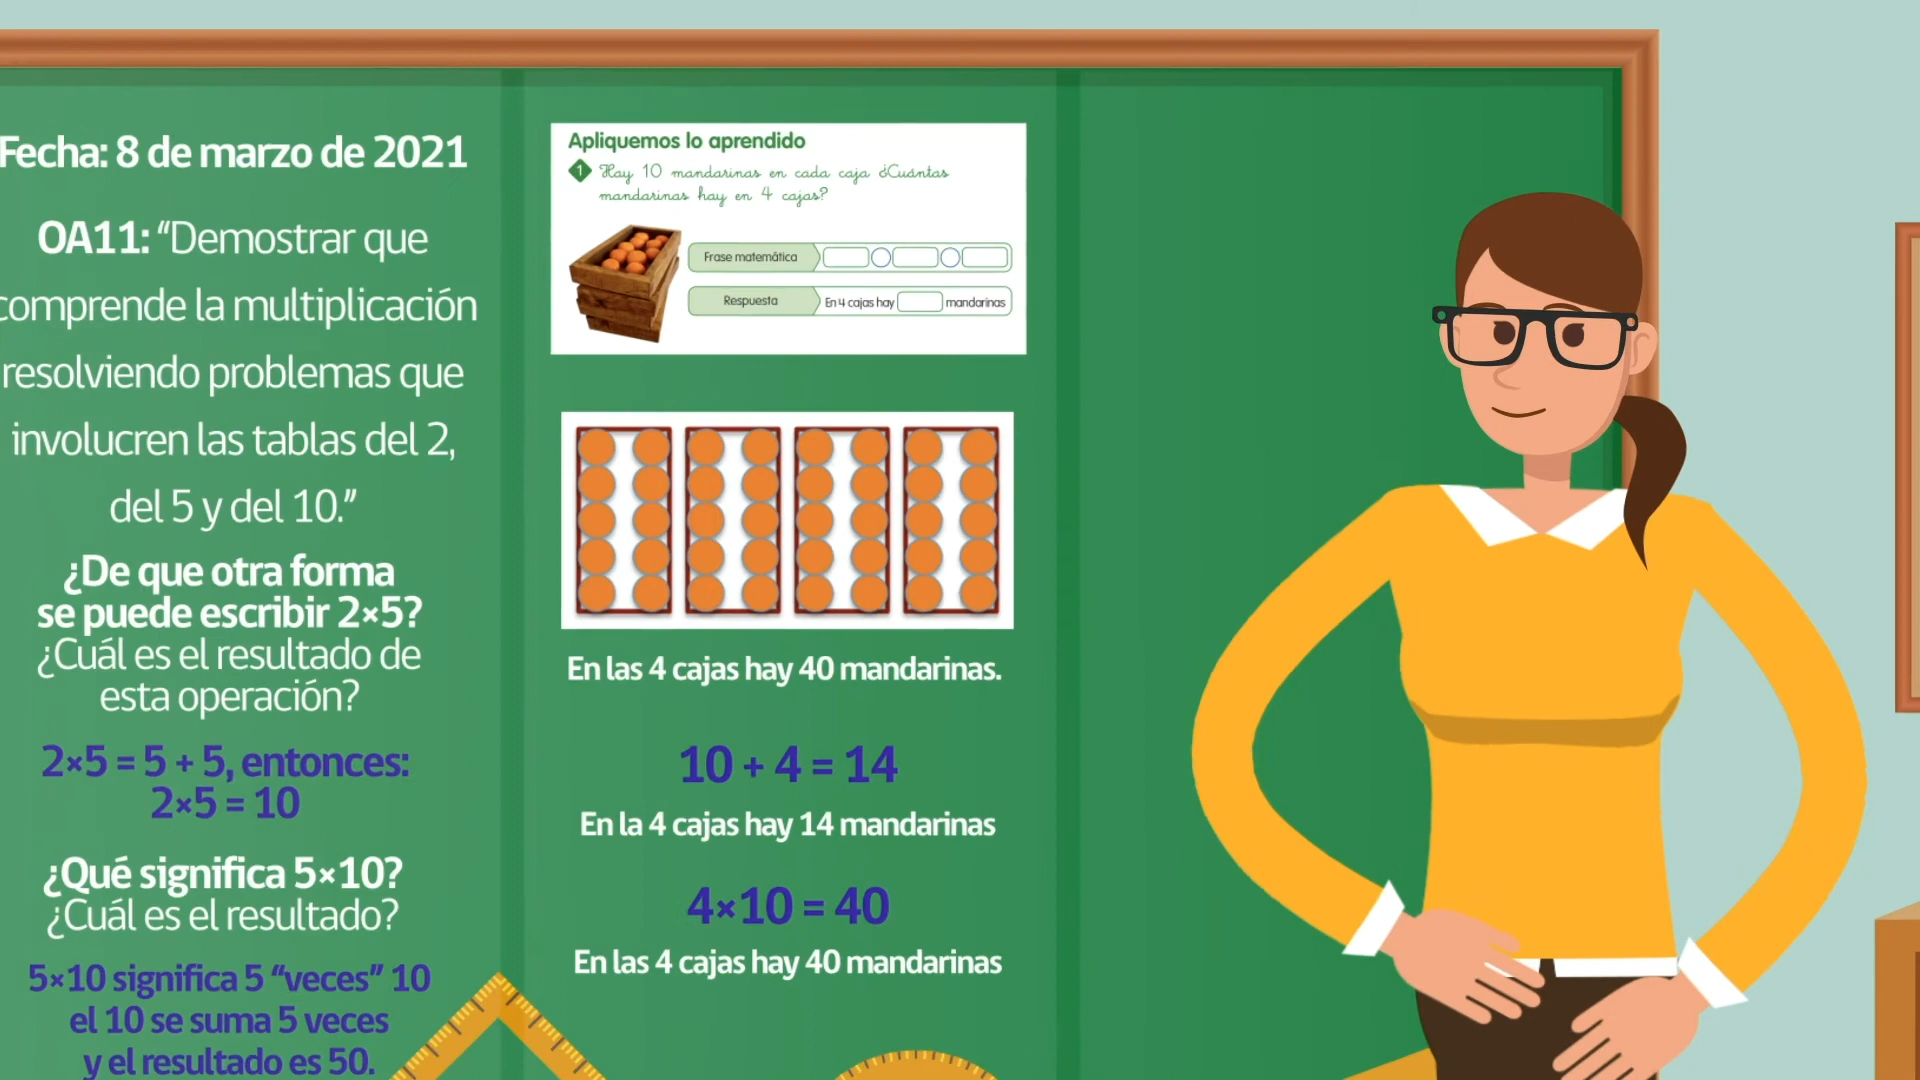 Fecha: 8 de marzo de 2021
OA11: “Demostrar que
comprende la multiplicación
resolviendo problemas que
involucren las tablas del 2,
del 5 y del 10.”
¿De que otra forma
se puede escribir 2×5?
¿Cuál es el resultado de
esta operación?
2×5 = 5 + 5, entonces:
2×5 = 10
¿Qué significa 5×10?
¿Cuál es el resultado?
5×10 significa 5 “veces” 10
el 10 se suma 5 veces
y el resultado es 50.
Apliquemos lo aprendido
1 Hay 10 mandarinas en cada caja ¿Cuántas
mandarinas hay en 4 cajas?
Frase matemática
Respuesta En 4 cajas hay mandarinas
En las 4 cajas hay 40 mandarinas.
10 + 4 = 14
En la 4 cajas hay 14 mandarinas
4×10 = 40
En las 4 cajas hay 40 mandarinas